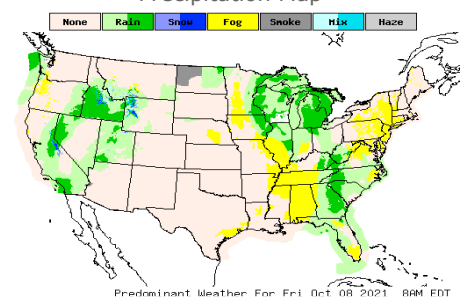 Precipitation Map
None Rain Snow Fog Smoke Mix Haze
Predominant Weather For Fri Oct 08 2021 8AM EDT